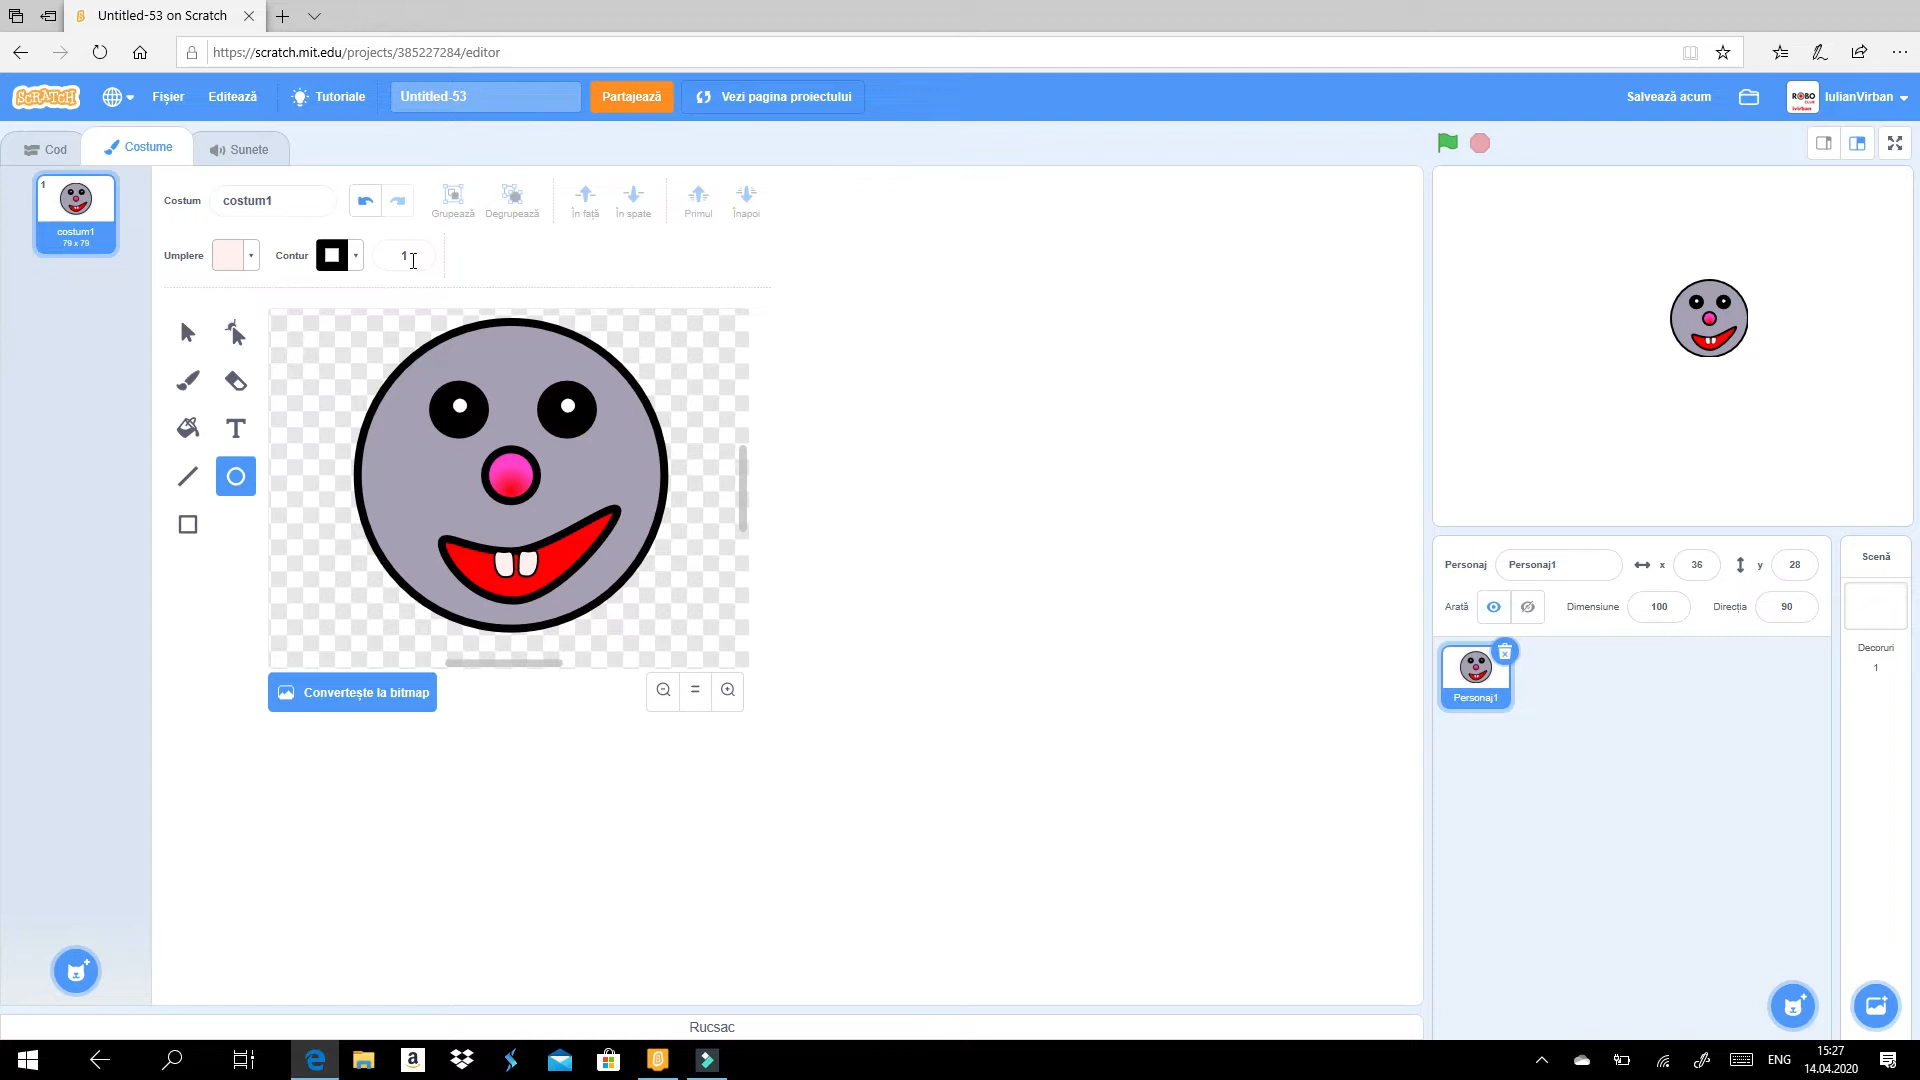 Untitled-53 on Scratch
https://scratch.mit.edu/projects/385227284/editor
SCRATCH
Fișier
Editează
Tutoriale
Untitled-53
Partajează
Vezi pagina proiectului
Salvează acum
ROBO
IulianVirban
Cod
Costume
Sunete
1
costum1
79 x 79
Costum
costum1
Grupează
Degrupează
În față
În spate
Primul
Înapoi
Umplere
Contur
1
Convertește la bitmap
Personaj
Personaj1
x
36
y
28
Arată
Dimensiune
100
Direcția
90
Personaj1
Scenă
Decoruri
1
Rucsac
ENG
15:27
14.04.2020